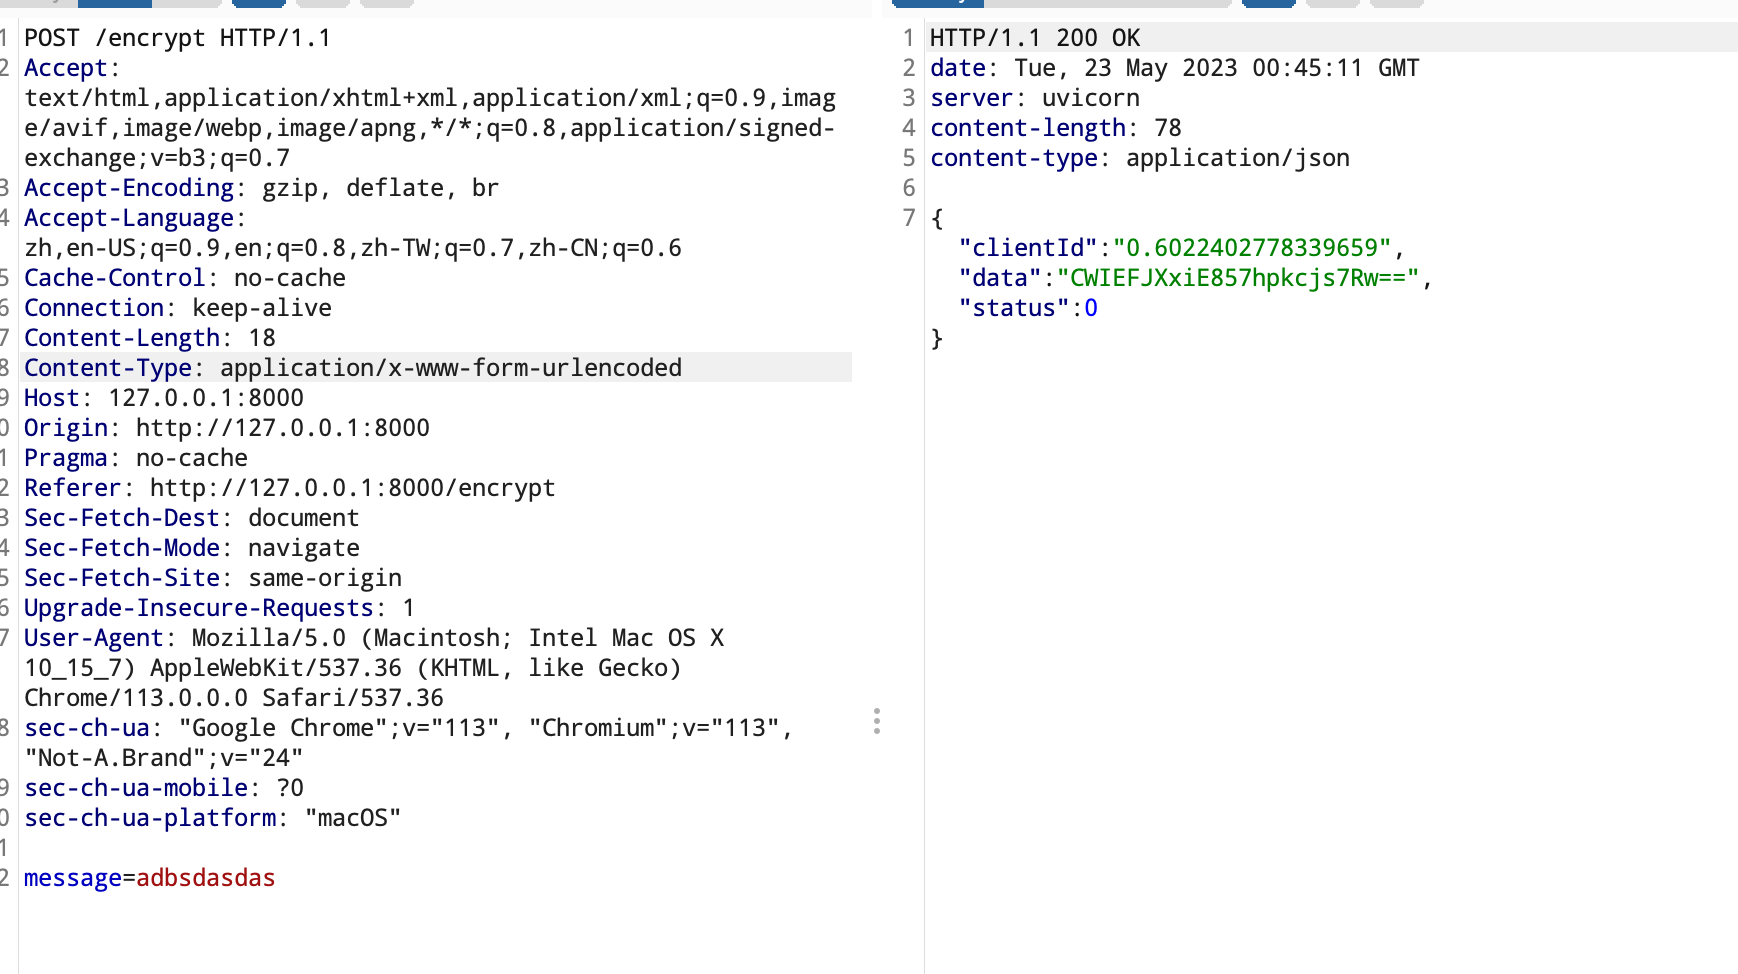 1 POST /encrypt HTTP/1.1
2 Accept:
text/html,application/xhtml+xml,application/xml;q=0.9,imag
e/avif,image/webp,image/apng,*/*;q=0.8,application/signed-
exchange;v=b3;q=0.7
3 Accept-Encoding: gzip, deflate, br
4 Accept-Language:
zh,en-US;q=0.9,en;q=0.8,zh-TW;q=0.7,zh-CN;q=0.6
5 Cache-Control: no-cache
6 Connection: keep-alive
7 Content-Length: 18
8 Content-Type: application/x-www-form-urlencoded
9 Host: 127.0.0.1:8000
0 Origin: http://127.0.0.1:8000
1 Pragma: no-cache
2 Referer: http://127.0.0.1:8000/encrypt
3 Sec-Fetch-Dest: document
4 Sec-Fetch-Mode: navigate
5 Sec-Fetch-Site: same-origin
6 Upgrade-Insecure-Requests: 1
7 User-Agent: Mozilla/5.0 (Macintosh; Intel Mac OS X
10_15_7) AppleWebKit/537.36 (KHTML, like Gecko)
Chrome/113.0.0.0 Safari/537.36
8 sec-ch-ua: "Google Chrome";v="113", "Chromium";v="113",
"Not-A.Brand";v="24"
9 sec-ch-ua-mobile: ?0
0 sec-ch-ua-platform: "macOS"
1
2 message=adbsdasdas
1 HTTP/1.1 200 OK
2 date: Tue, 23 May 2023 00:45:11 GMT
3 server: uvicorn
4 content-length: 78
5 content-type: application/json
6
7 {
"clientId":"0.6022402778339659",
"data":"CWIEFJXxiE857hpkcjs7Rw==",
"status":0
}